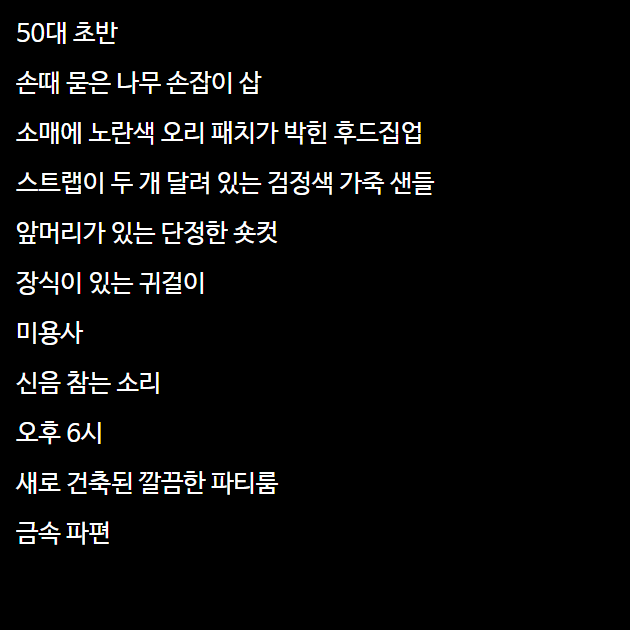 50대 초반
손때 묻은 나무 손잡이 삽
소매에 노란색 오리 패치가 박힌 후드집업
스트랩이 두 개 달려 있는 검정색 가죽 샌들
앞머리가 있는 단정한 숏컷
장식이 있는 귀걸이
미용사
신음 참는 소리
오후 6시
새로 건축된 깔끔한 파티룸
금속 파편